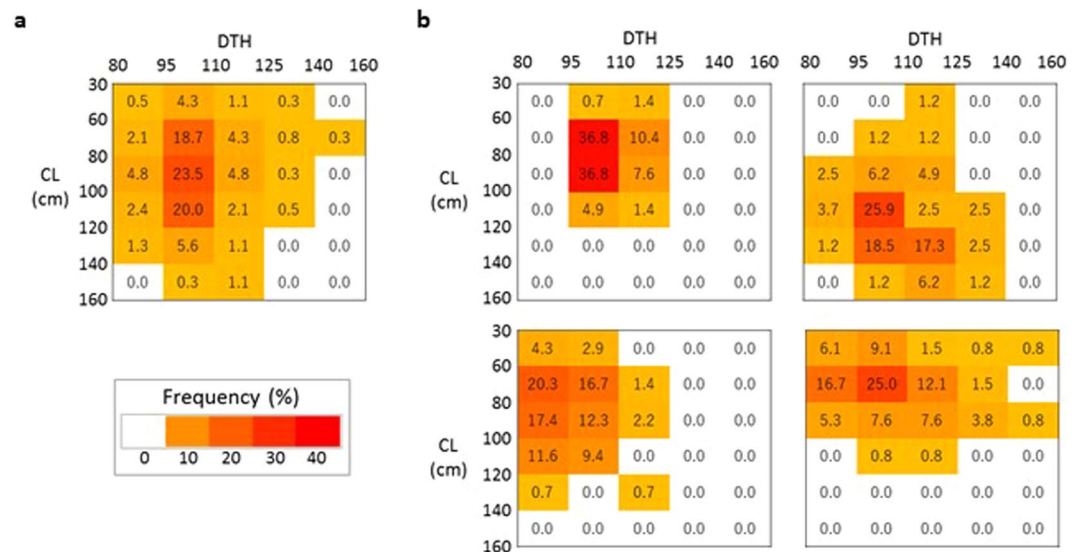 a
DTH
80 95 110 125 140 160
30
0.5 4.3 1.1 0.3 0.0
60
2.1 18.7 4.3 0.8 0.3
80
4.8 23.5 4.8 0.3 0.0
100
2.4 20.0 2.1 0.5 0.0
120
1.3 5.6 1.1 0.0 0.0
140
0.0 0.3 1.1 0.0 0.0
160
CL
(cm)
Frequency (%)
0 10 20 30 40
b
DTH
80 95 110 125 140 160
30
0.0 0.7 1.4 0.0 0.0
60
0.0 36.8 10.4 0.0 0.0
80
0.0 36.8 7.6 0.0 0.0
100
0.0 4.9 1.4 0.0 0.0
120
0.0 0.0 0.0 0.0 0.0
140
0.0 0.0 0.0 0.0 0.0
160
CL
(cm)
DTH
80 95 110 125 140 160
0.0 0.0 1.2 0.0 0.0
0.0 1.2 1.2 0.0 0.0
2.5 6.2 4.9 0.0 0.0
3.7 25.9 2.5 2.5 0.0
1.2 18.5 17.3 2.5 0.0
0.0 1.2 6.2 1.2 0.0
30
4.3 2.9 0.0 0.0 0.0
60
20.3 16.7 1.4 0.0 0.0
80
17.4 12.3 2.2 0.0 0.0
100
11.6 9.4 0.0 0.0 0.0
120
0.7 0.0 0.7 0.0 0.0
140
0.0 0.0 0.0 0.0 0.0
160
CL
(cm)
6.1 9.1 1.5 0.8 0.8
16.7 25.0 12.1 1.5 0.0
5.3 7.6 7.6 3.8 0.8
0.0 0.8 0.8 0.0 0.0
0.0 0.0 0.0 0.0 0.0
0.0 0.0 0.0 0.0 0.0